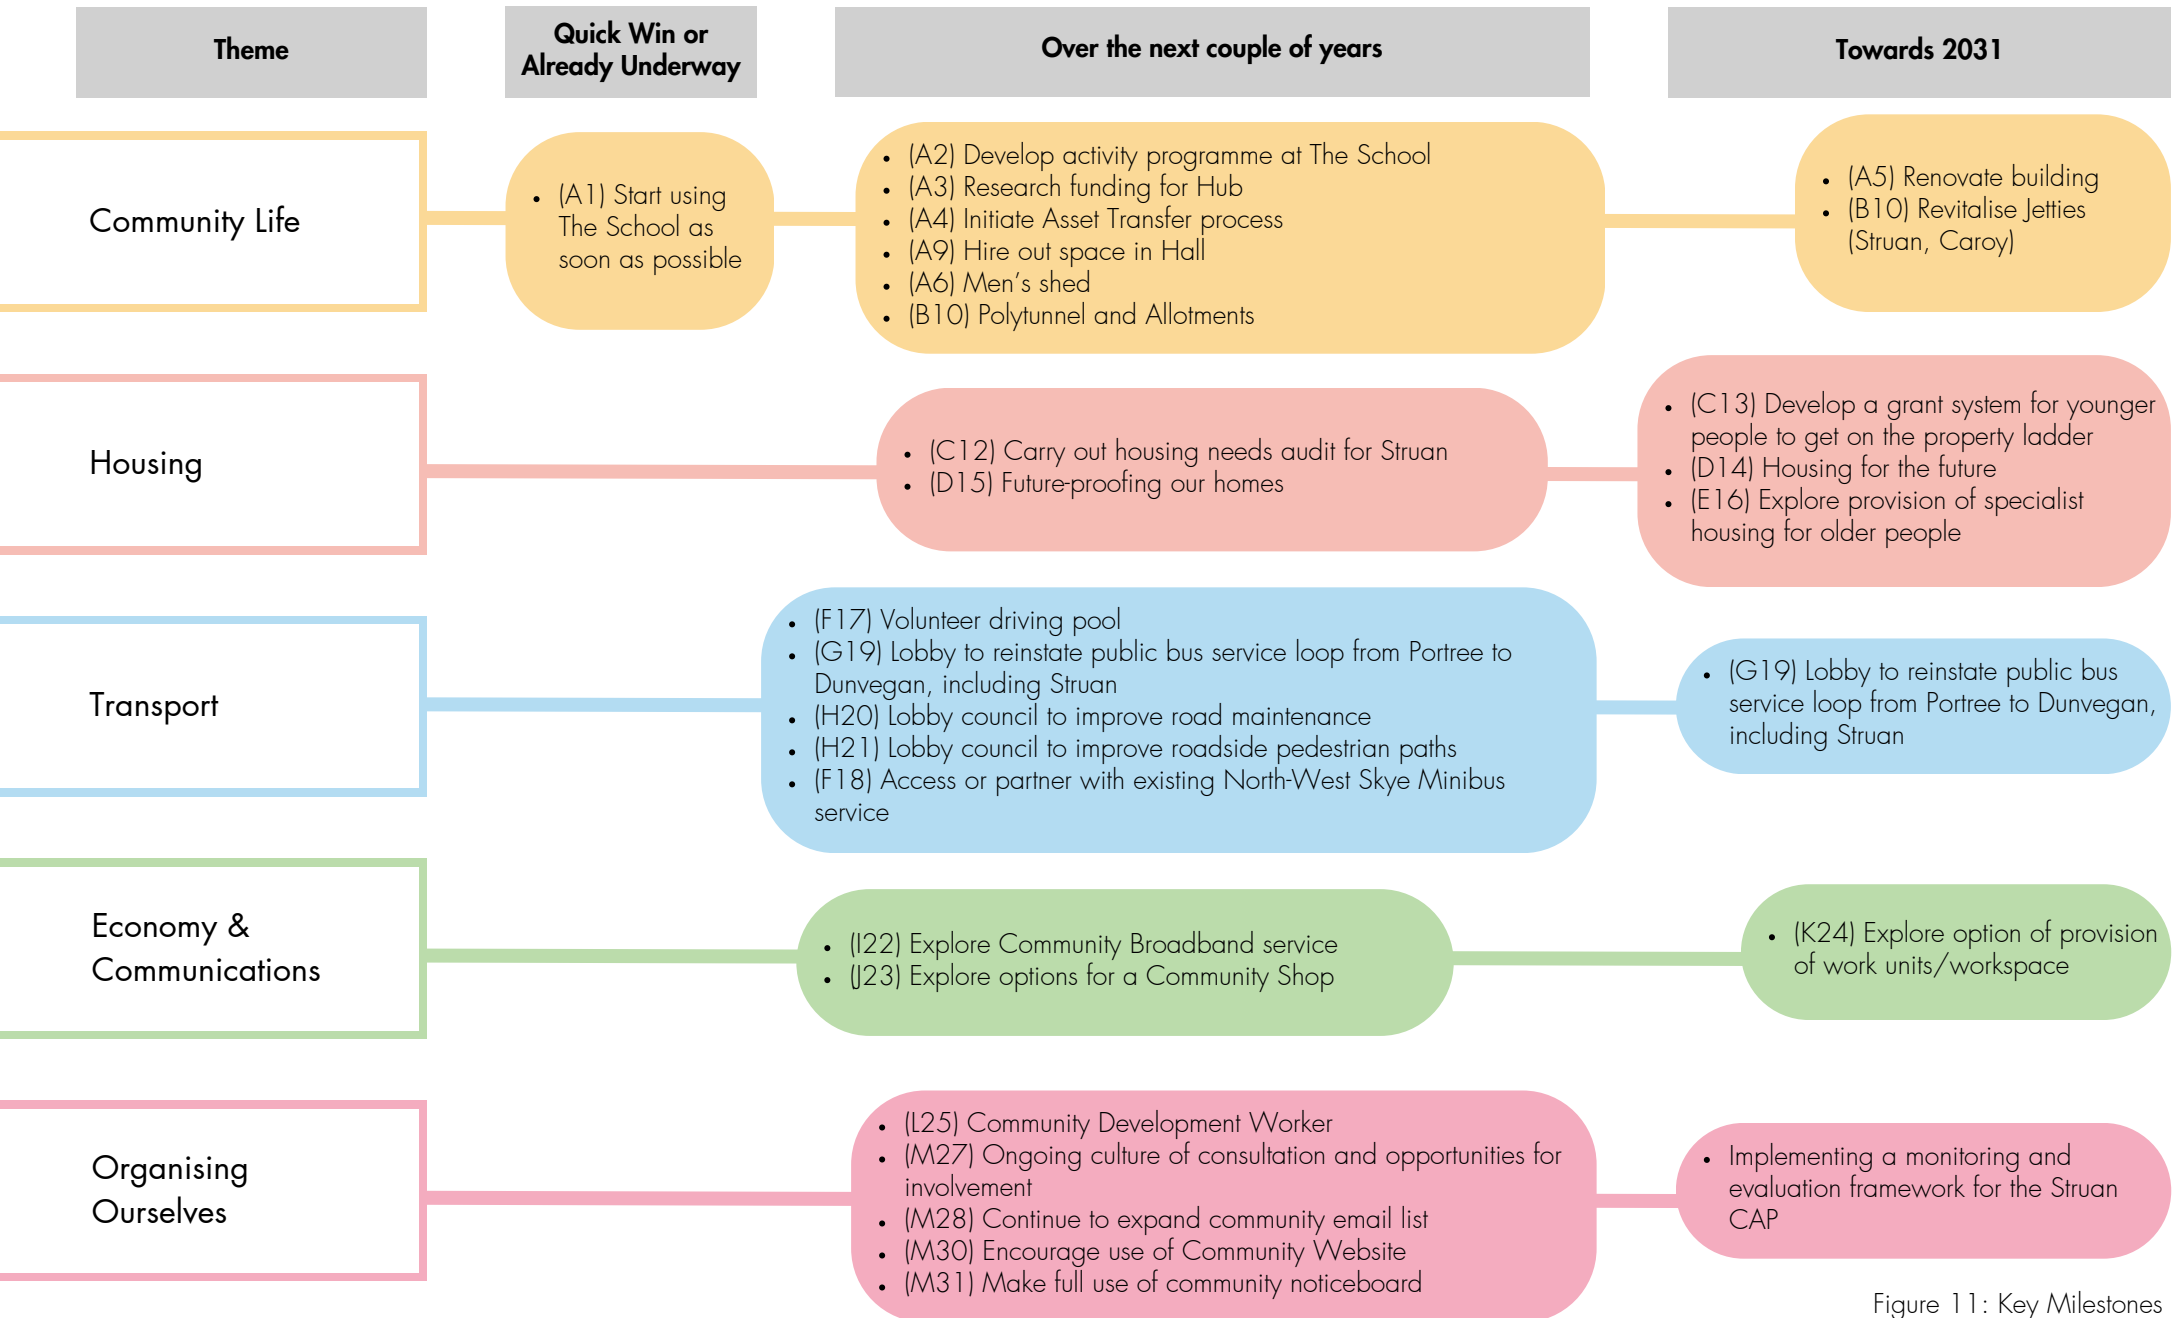 Theme
Quick Win or
Already Underway
Over the next couple of years
Towards 2031
Community Life
• (A1) Start using
The School as
soon as possible
• (A2) Develop activity programme at The School
• (A3) Research funding for Hub
• (A4) Initiate Asset Transfer process
• (A9) Hire out space in Hall
• (A6) Men's shed
• (B10) Polytunnel and Allotments
• (A5) Renovate building
• (B10) Revitalise Jetties
(Struan, Caroy)
Housing
• (C12) Carry out housing needs audit for Struan
• (D15) Future-proofing our homes
• (C13) Develop a grant system for younger
people to get on the property ladder
• (D14) Housing for the future
• (E16) Explore provision of specialist
housing for older people
Transport
• (F17) Volunteer driving pool
• (G19) Lobby to reinstate public bus service loop from Portree to
Dunvegan, including Struan
• (H20) Lobby council to improve road maintenance
• (H21) Lobby council to improve roadside pedestrian paths
• (F18) Access or partner with existing North-West Skye Minibus
service
• (G19) Lobby to reinstate public bus
service loop from Portree to Dunvegan,
including Struan
Economy &
Communications
• (I22) Explore Community Broadband service
• (J23) Explore options for a Community Shop
• (K24) Explore option of provision
of work units/workspace
Organising
Ourselves
• (L25) Community Development Worker
• (M27) Ongoing culture of consultation and opportunities for
involvement
• (M28) Continue to expand community email list
• (M30) Encourage use of Community Website
• (M31) Make full use of community noticeboard
• Implementing a monitoring and
evaluation framework for the Struan
CAP
Figure 11: Key Milestones